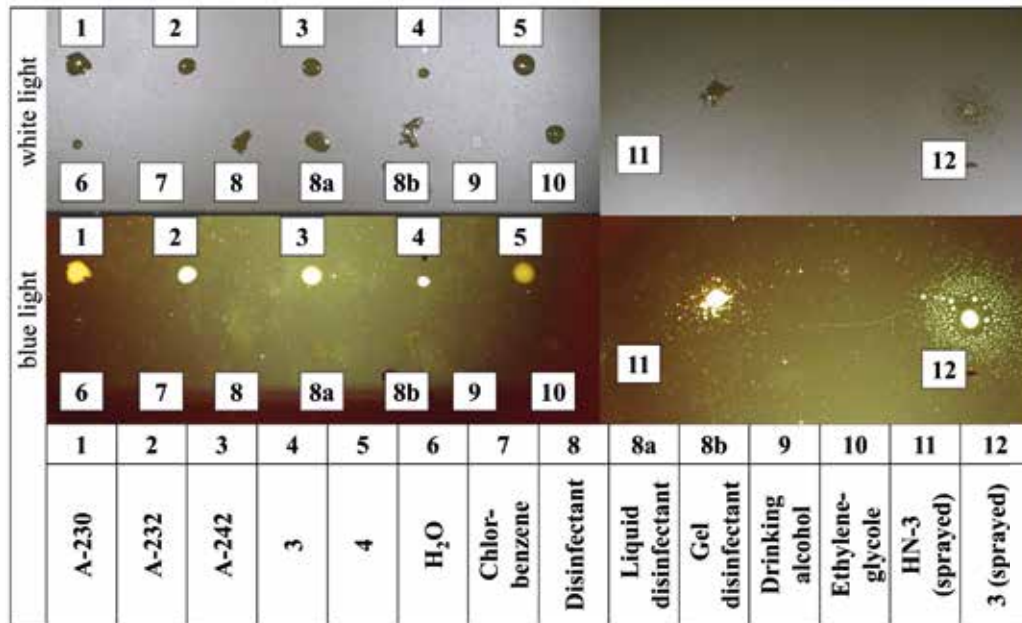 white light
1 2 3 4 5
11 12
6 7 8 8a 8b 9 10
blue light
1 2 3 4 5
11 12
6 7 8 8a 8b 9 10
1 2 3 4 5 6 7 8 8a 8b 9 10 11 12
A-230
A-232
A-242
3
4
H₂O
Chlor-
benzene
Disinfectant
Liquid
disinfectant
Gel
disinfectant
Drinking
alcohol
Ethylene-
glycole
HN-3
(sprayed)
3 (sprayed)